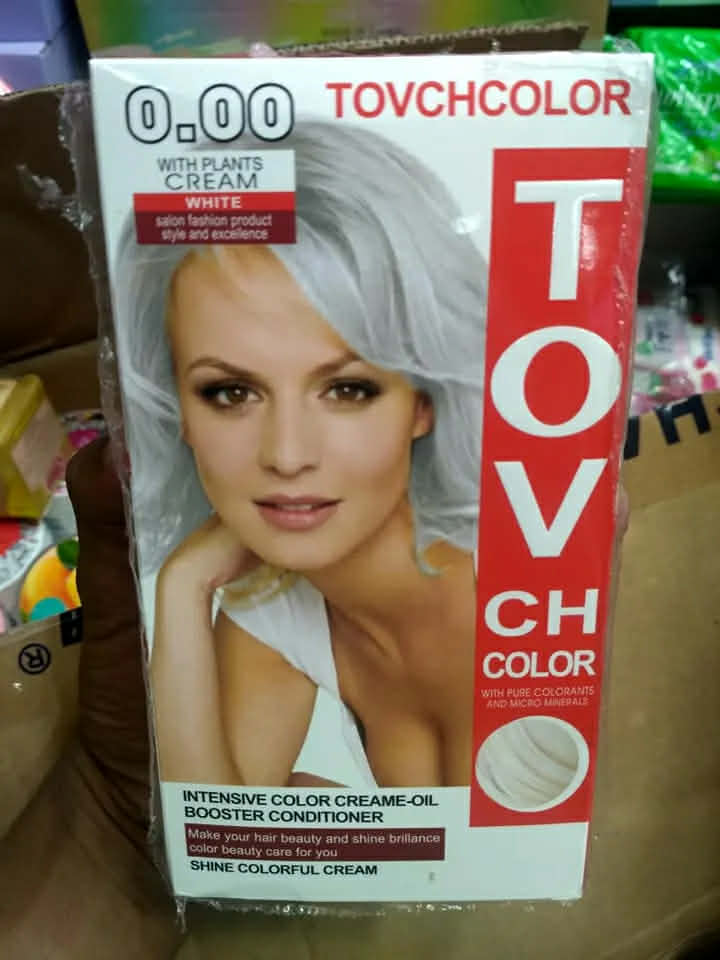 0.00
TOVCHCOLOR
WITH PLANTS
CREAM
WHITE
salon fashion product
style and excellence
TOV
CH
COLOR
WITH PURE COLORANTS
AND MICRO MINERALS
INTENSIVE COLOR CREAME-OIL
BOOSTER CONDITIONER
Make your hair beauty and shine brillance
color beauty care for you
SHINE COLORFUL CREAM
®